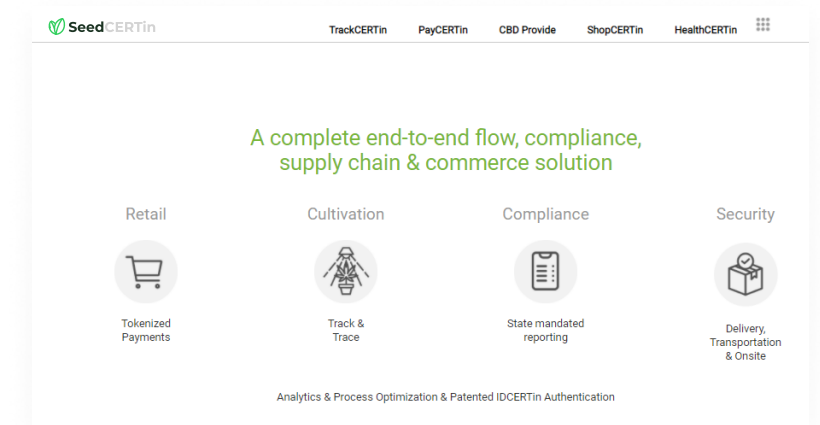 SeedCERTin
TrackCERTin PayCERTin CBD Provide ShopCERTin HealthCERTin
A complete end-to-end flow, compliance,
supply chain & commerce solution
Retail
Tokenized
Payments
Cultivation
Track &
Trace
Compliance
State mandated
reporting
Security
Delivery,
Transportation
& Onsite
Analytics & Process Optimization & Patented IDCERTin Authentication